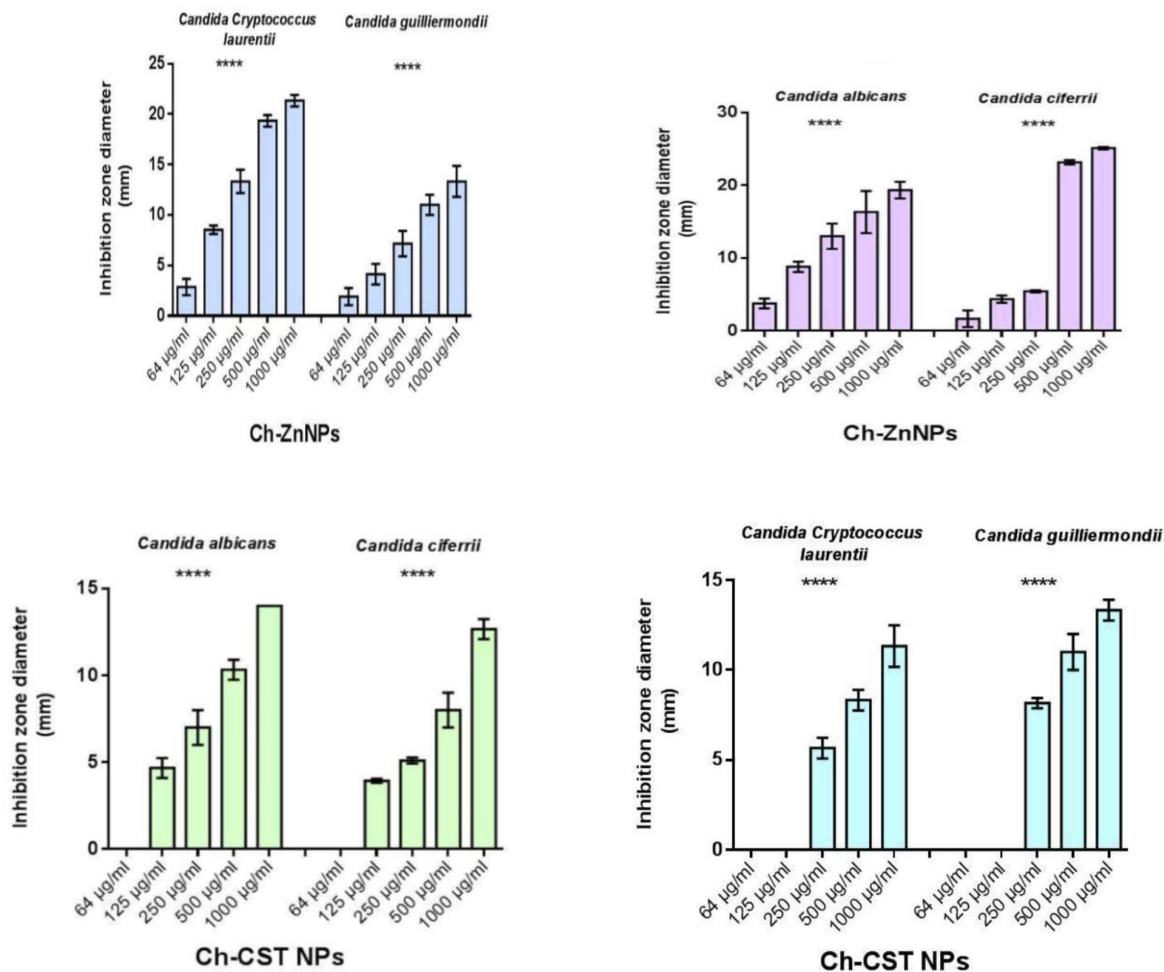 Candida Cryptococcus
laurentii
Candida guilliermondii
****
****
Inhibition zone diameter
(mm)
25
20
15
10
5
0
64 µg/ml
125 µg/ml
250 µg/ml
500 µg/ml
1000 µg/ml
64 µg/ml
125 µg/ml
250 µg/ml
500 µg/ml
1000 µg/ml
Ch-ZnNPs
Candida albicans
Candida ciferrii
****
****
Inhibition zone diameter
(mm)
30
20
10
0
64 µg/ml
125 µg/ml
250 µg/ml
500 µg/ml
1000 µg/ml
64 µg/ml
125 µg/ml
250 µg/ml
500 µg/ml
1000 µg/ml
Ch-ZnNPs
Candida albicans
Candida ciferrii
****
****
Inhibition zone diameter
(mm)
15
10
5
0
64 µg/ml
125 µg/ml
250 µg/ml
500 µg/ml
1000 µg/ml
64 µg/ml
125 µg/ml
250 µg/ml
500 µg/ml
1000 µg/ml
Ch-CST NPs
Candida Cryptococcus
laurentii
Candida guilliermondii
****
****
Inhibition zone diameter
(mm)
15
10
5
0
64 µg/ml
125 µg/ml
250 µg/ml
500 µg/ml
1000 µg/ml
64 µg/ml
125 µg/ml
250 µg/ml
500 µg/ml
1000 µg/ml
Ch-CST NPs